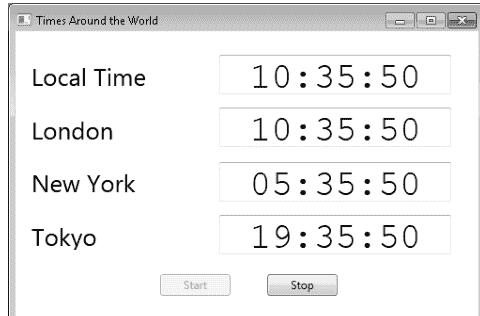 Times Around the World
Local Time 10:35:50
London 10:35:50
New York 05:35:50
Tokyo 19:35:50
Start Stop